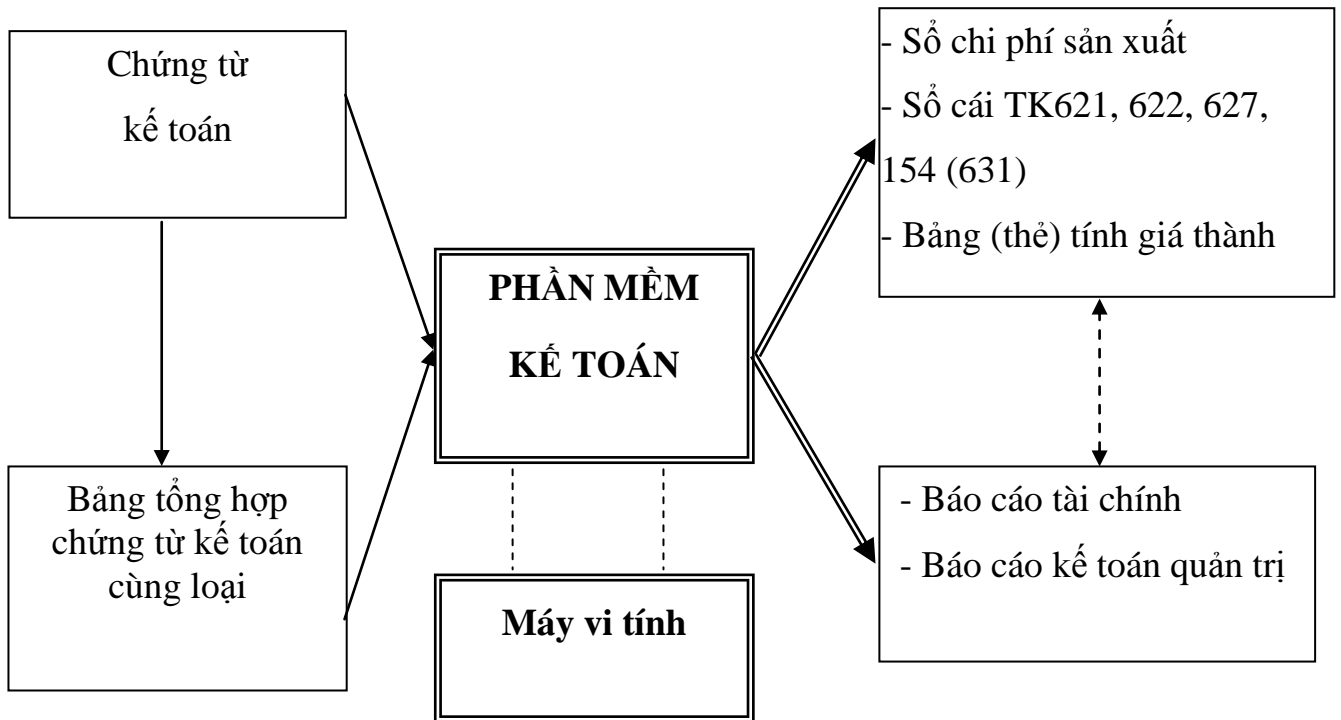 Chứng từ
kế toán
Bảng tổng hợp
chứng từ kế toán
cùng loại
PHẦN MỀM
KẾ TOÁN
Máy vi tính
- Sổ chi phí sản xuất
- Sổ cái TK621, 622, 627,
154 (631)
- Bảng (thẻ) tính giá thành
- Báo cáo tài chính
- Báo cáo kế toán quản trị